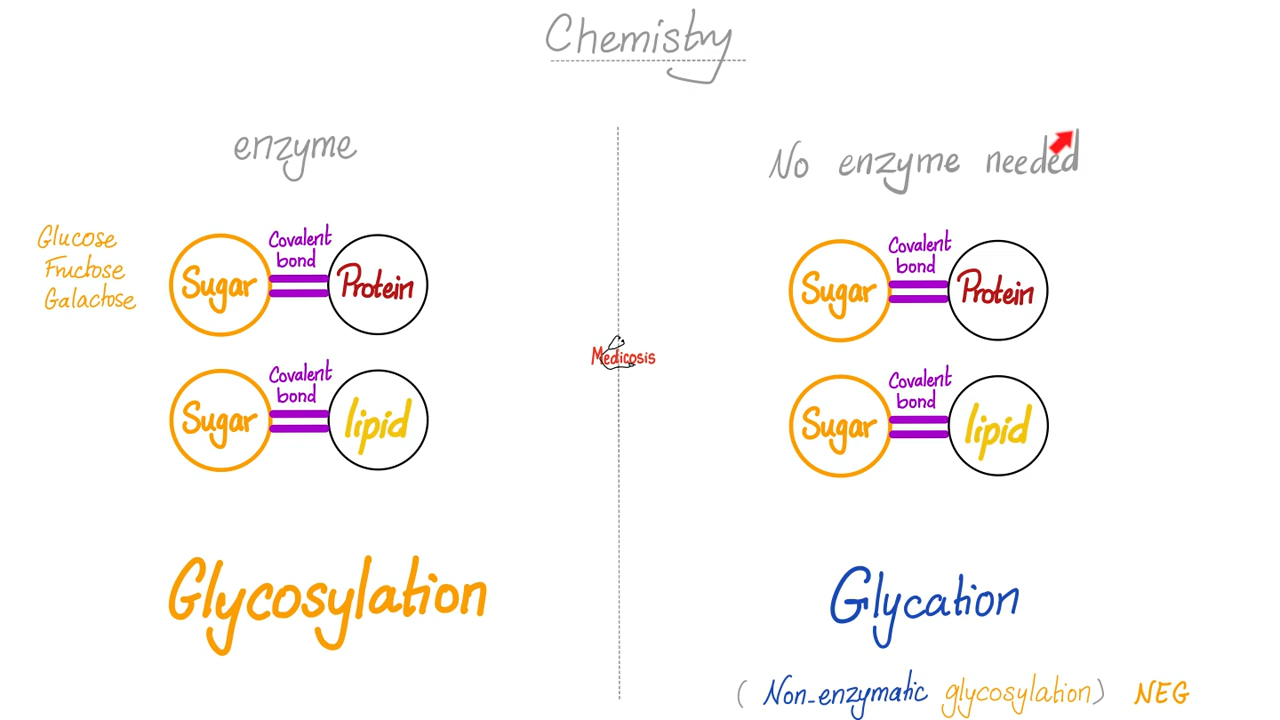 Chemistry
enzyme
Glucose
Fructose
Galactose
Sugar
Covalent
bond
Protein
Sugar
Covalent
bond
lipid
Glycosylation
Medicosis
No enzyme needed
Sugar
Covalent
bond
Protein
Sugar
Covalent
bond
lipid
Glycation
( Non-enzymatic glycosylation) NEG